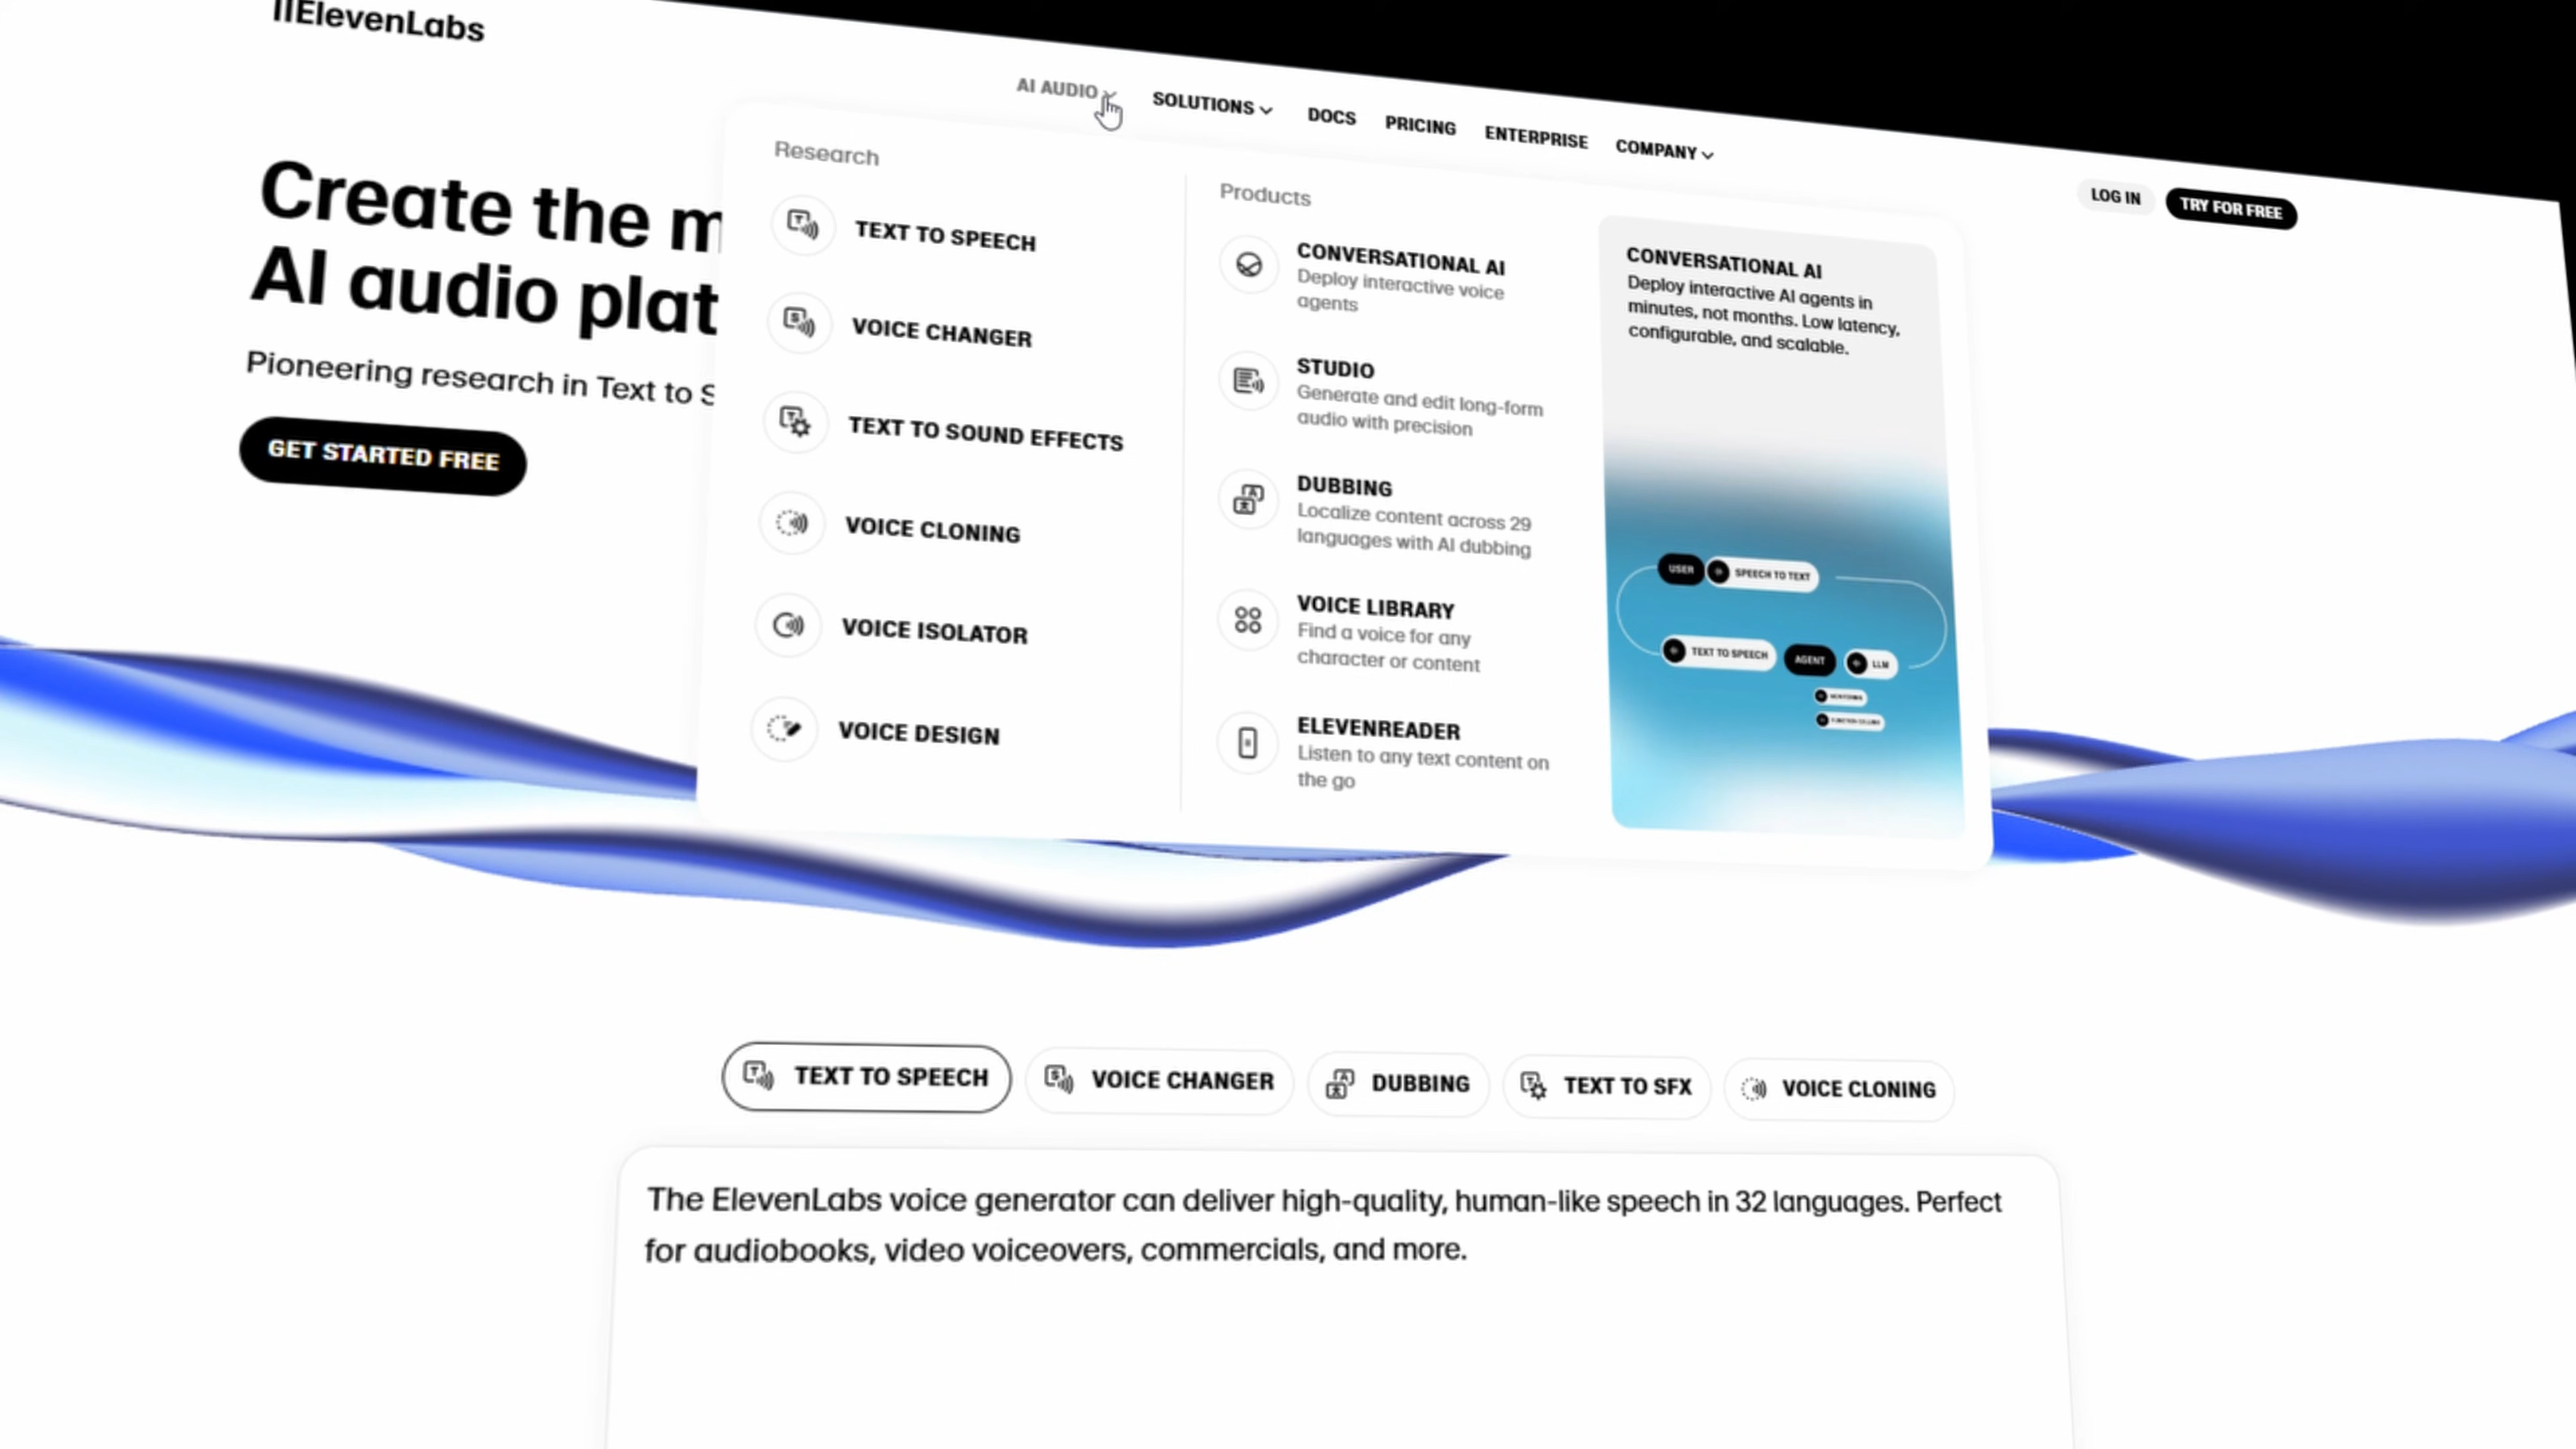 IIElevenLabs
AI AUDIO
SOLUTIONS
DOCS
PRICING
ENTERPRISE
COMPANY
LOG IN
TRY FOR FREE
Create the m
AI audio plat
Pioneering research in Text to S
GET STARTED FREE
Research
TEXT TO SPEECH
VOICE CHANGER
TEXT TO SOUND EFFECTS
VOICE CLONING
VOICE ISOLATOR
VOICE DESIGN
Products
CONVERSATIONAL AI
Deploy interactive voice
agents
STUDIO
Generate and edit long-form
audio with precision
DUBBING
Localize content across 29
languages with AI dubbing
VOICE LIBRARY
Find a voice for any
character or content
ELEVENREADER
Listen to any text content on
the go
CONVERSATIONAL AI
Deploy interactive AI agents in
minutes, not months. Low latency,
configurable, and scalable.
USER
SPEECH TO TEXT
TEXT TO SPEECH
AGENT
LLM
TEXT TO SPEECH
VOICE CHANGER
DUBBING
TEXT TO SFX
VOICE CLONING
The ElevenLabs voice generator can deliver high-quality, human-like speech in 32 languages. Perfect
for audiobooks, video voiceovers, commercials, and more.